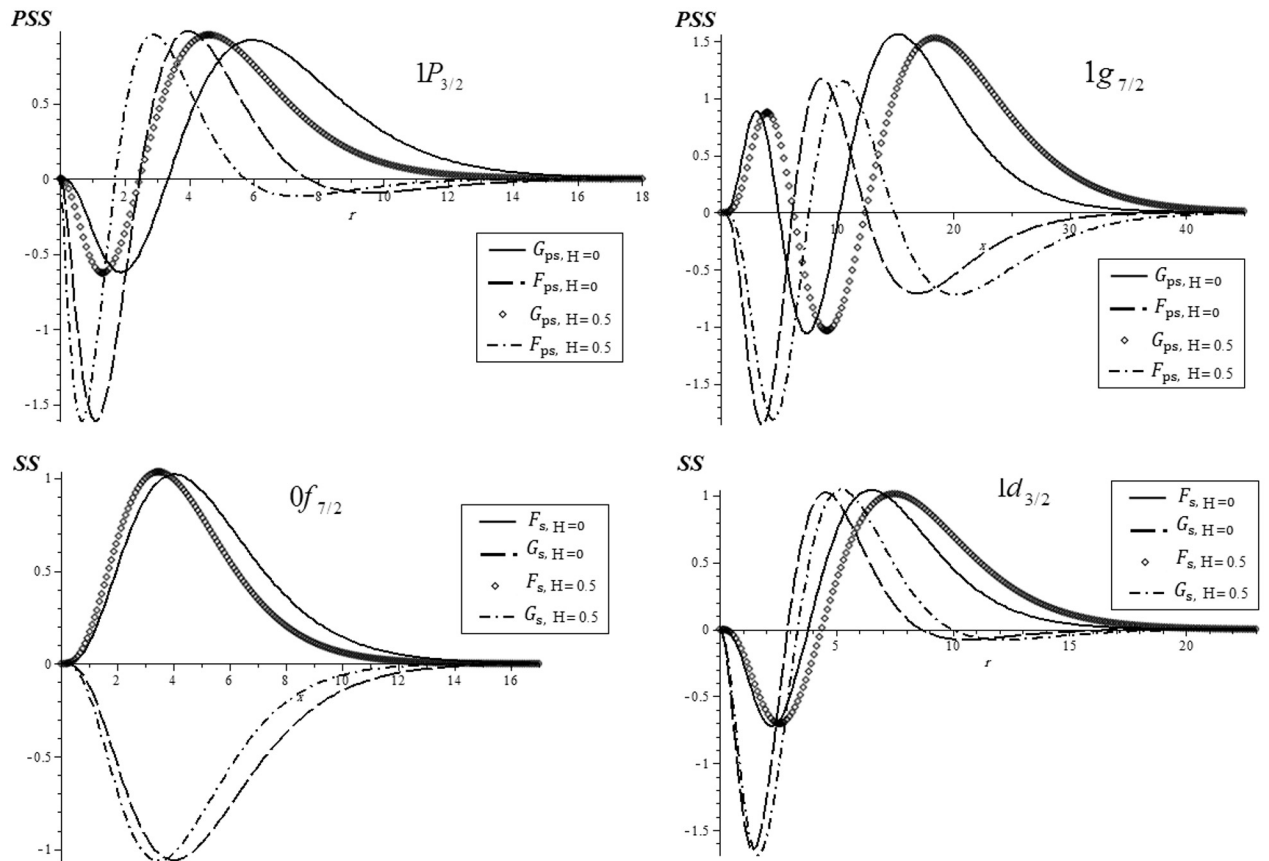 PSS
1P3/2
0.5
0
-0.5
-1
-1.5
2 4 6 8 10 12 14 16 18
r
Gps, H=0
Fps, H=0
Gps, H=0.5
Fps, H=0.5
PSS
1g7/2
1.5
1
0.5
0
-0.5
-1
-1.5
10 20 30 40
x
Gps, H=0
Fps, H=0
Gps, H=0.5
Fps, H=0.5
SS
0f7/2
1
0.5
0
-0.5
-1
2 4 6 8 10 12 14 16
x
Fs, H=0
Gs, H=0
Fs, H=0.5
Gs, H=0.5
SS
1d3/2
1
0.5
0
-0.5
-1
-1.5
5 10 15 20
r
Fs, H=0
Gs, H=0
Fs, H=0.5
Gs, H=0.5